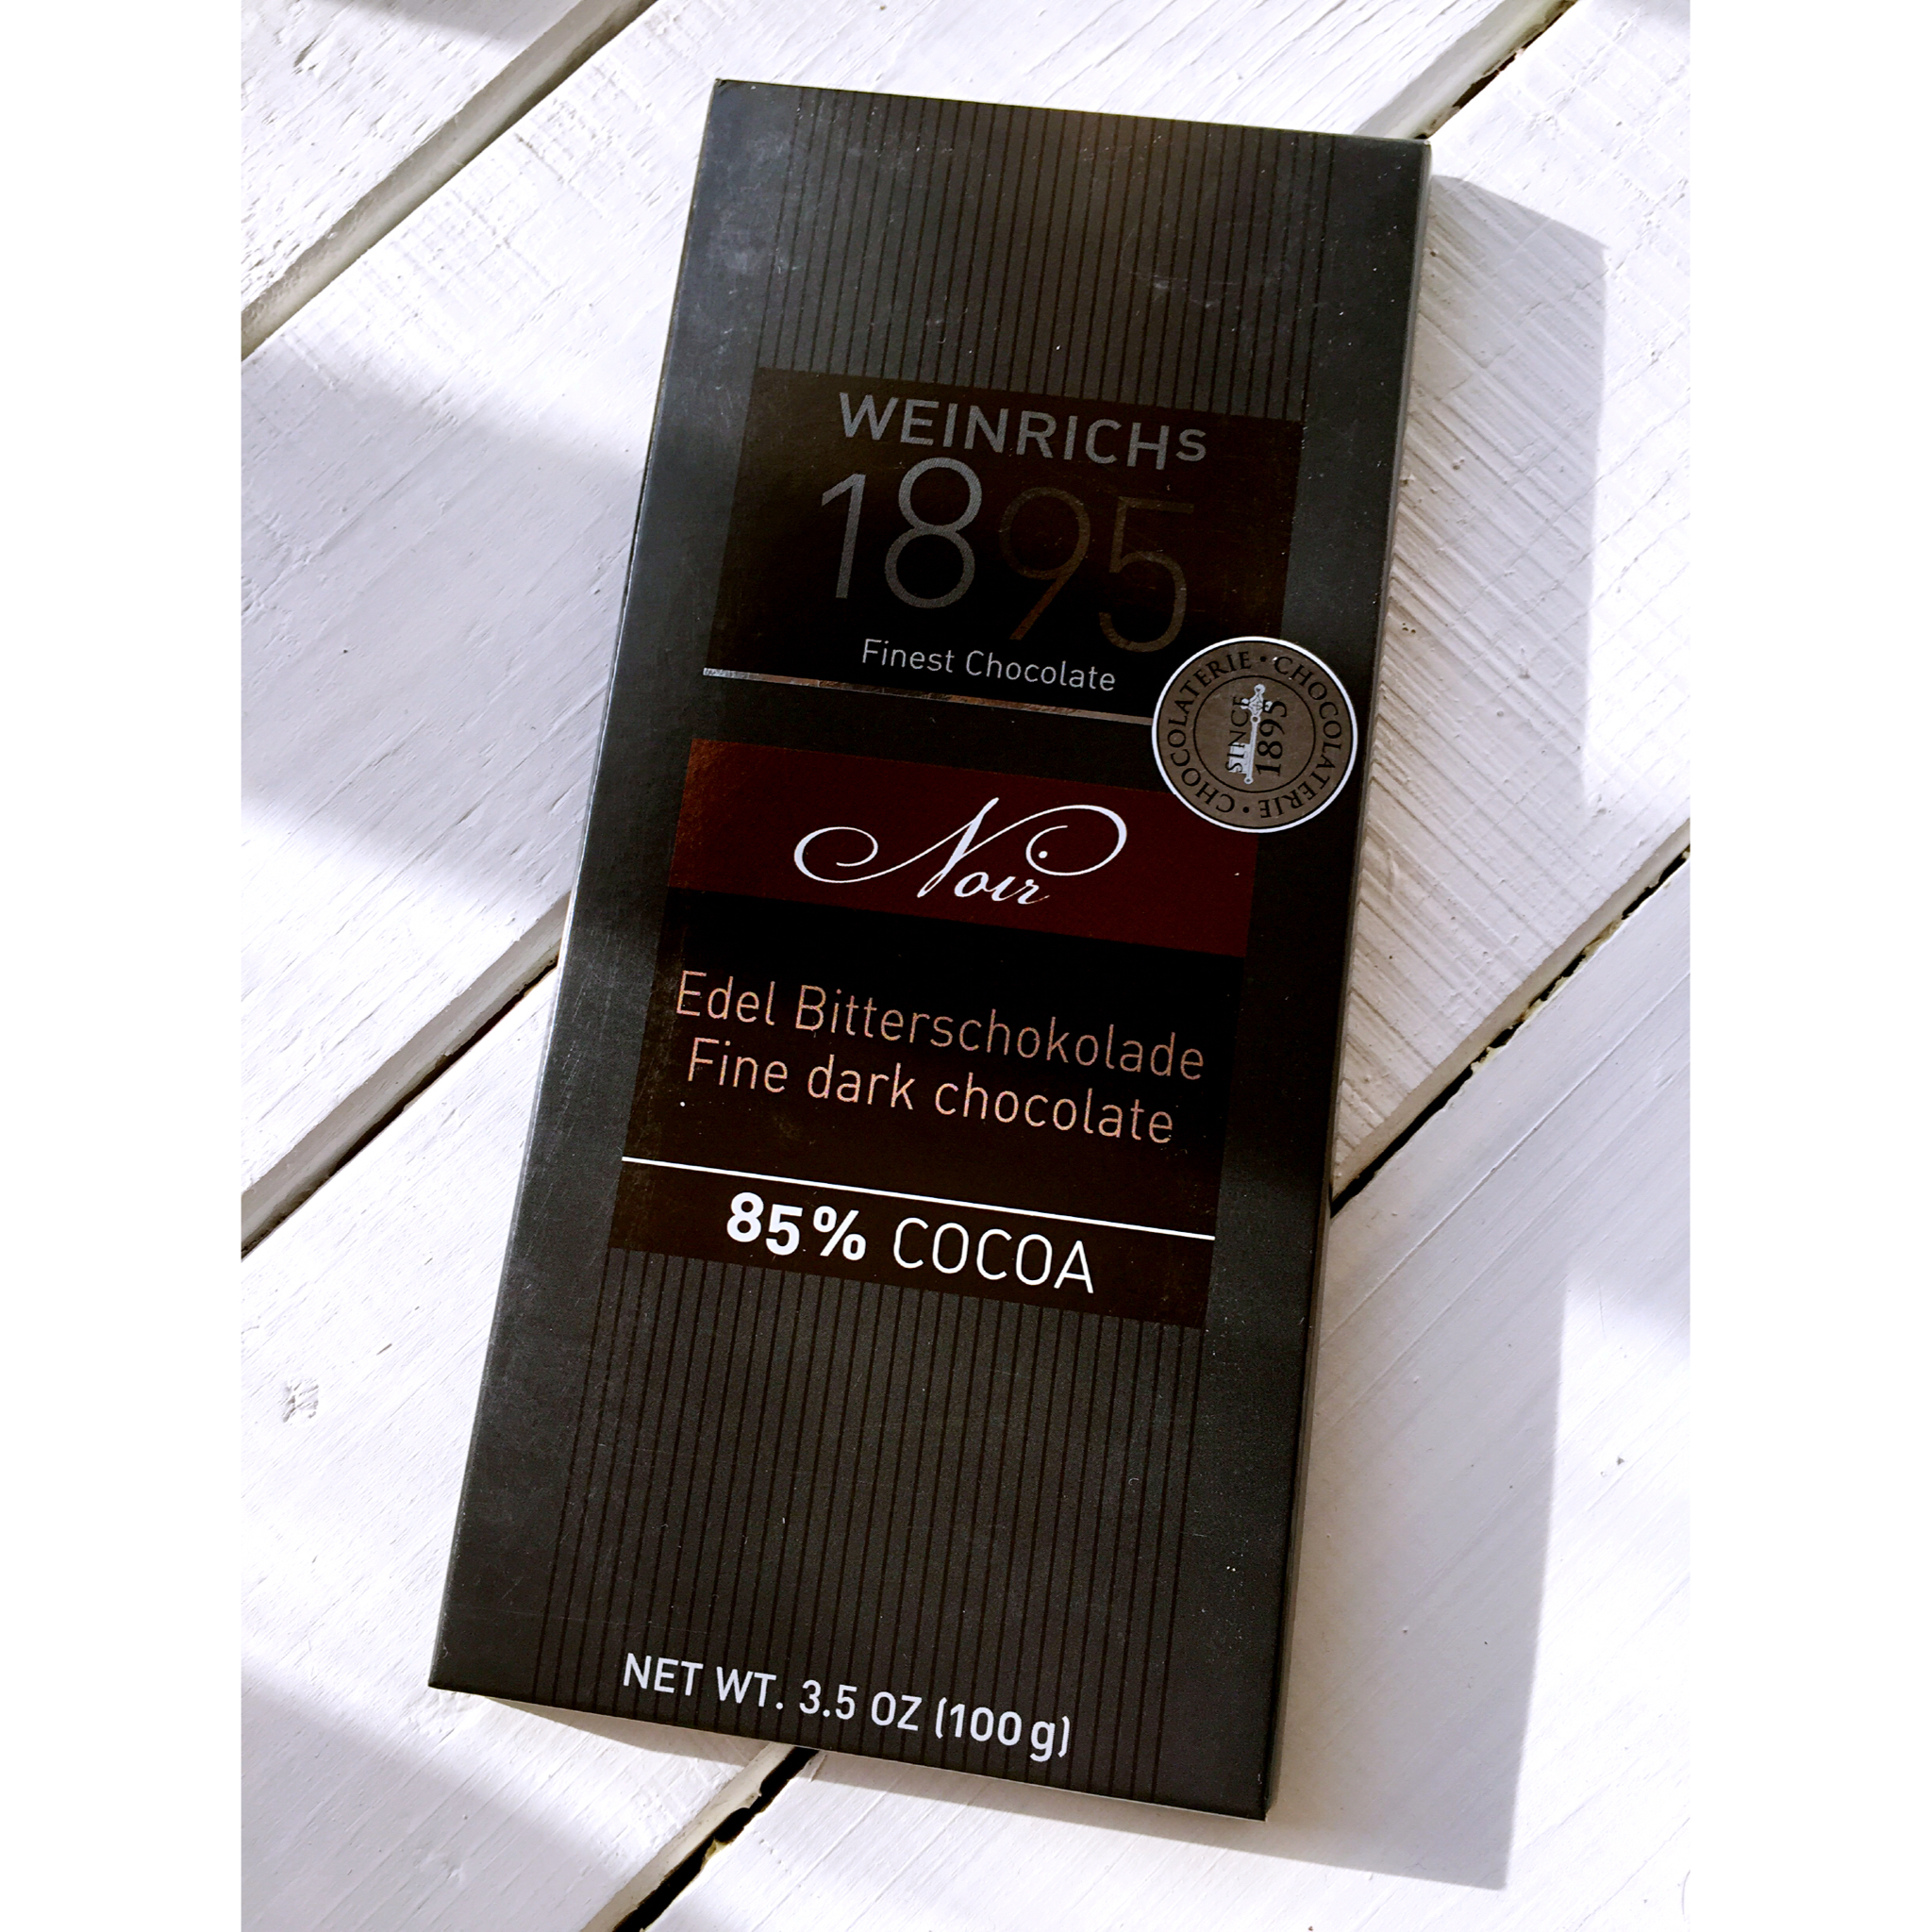 WEINRICHS
1895
Finest Chocolate
CHOCOLATERIE • CHOCOLATERIE •
SINCE
1895
Noir
Edel Bitterschokolade
Fine dark chocolate
85% COCOA
NET WT. 3.5 OZ (100 g)